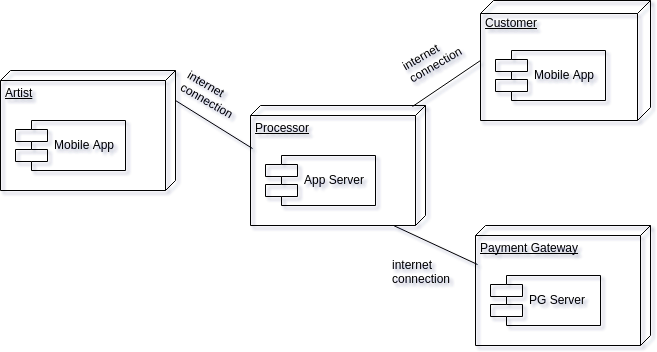 Customer
internet
connection
Mobile App
internet
connection
Artist
Mobile App
Processor
App Server
Payment Gateway
internet
connection
PG Server